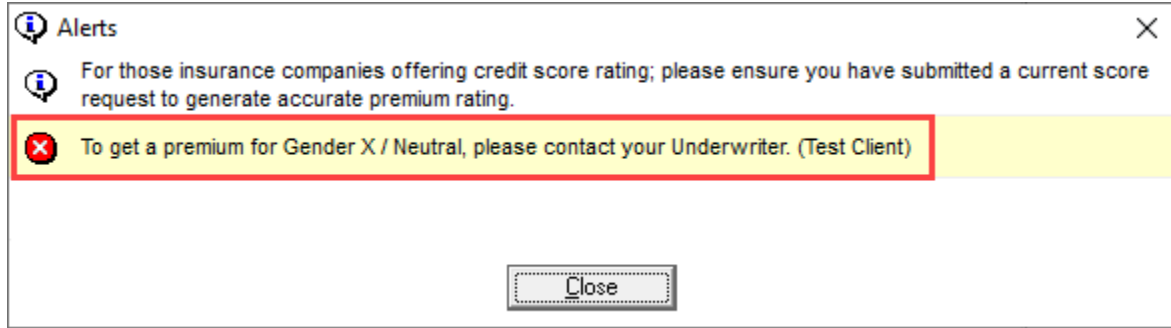 Alerts
For those insurance companies offering credit score rating; please ensure you have submitted a current score
request to generate accurate premium rating.
To get a premium for Gender X / Neutral, please contact your Underwriter. (Test Client)
Close